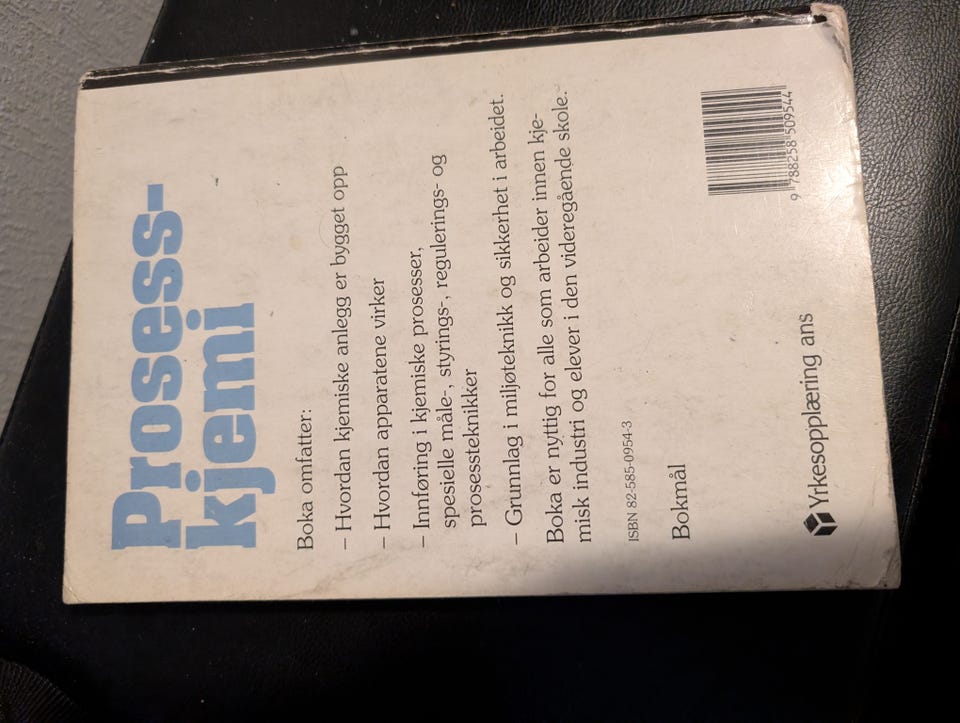 Prosess-
kjemi
Boka omfatter:
– Hvordan kjemiske anlegg er bygget opp
– Hvordan apparatene virker
– Innføring i kjemiske prosesser,
spesielle måle-, styrings-, regulerings- og
prosessteknikker
– Grunnlag i miljøteknikk og sikkerhet i arbeidet.
Boka er nyttig for alle som arbeider innen kje-
misk industri og elever i den videregående skole.
ISBN 82-585-0954-3
Bokmål
Yrkesopplæring ans
9 788258 509544